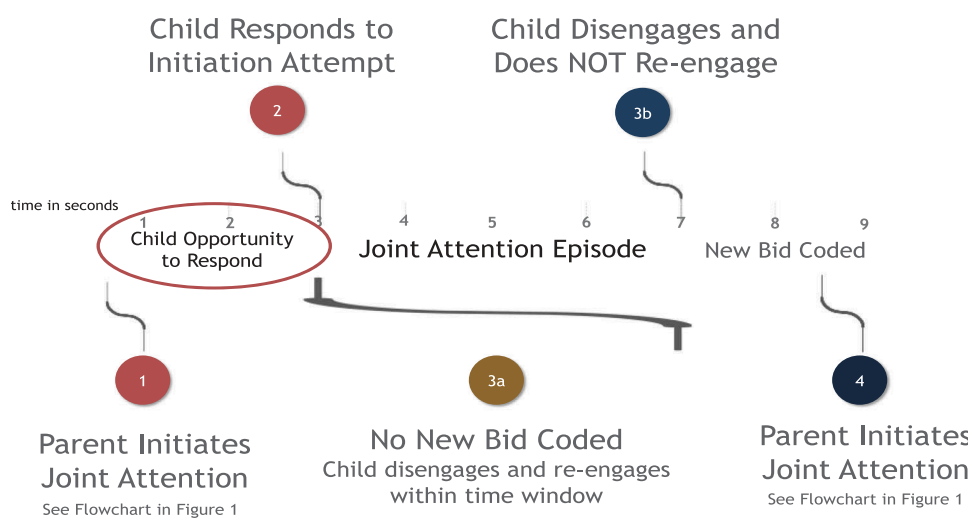 Child Responds to
Initiation Attempt
Child Disengages and
Does NOT Re-engage
2
3b
time in seconds
1 2 3 4 5 6 7 8 9
Child Opportunity
to Respond
Joint Attention Episode
New Bid Coded
1
3a
4
Parent Initiates
Joint Attention
See Flowchart in Figure 1
No New Bid Coded
Child disengages and re-engages
within time window
Parent Initiates
Joint Attention
See Flowchart in Figure 1